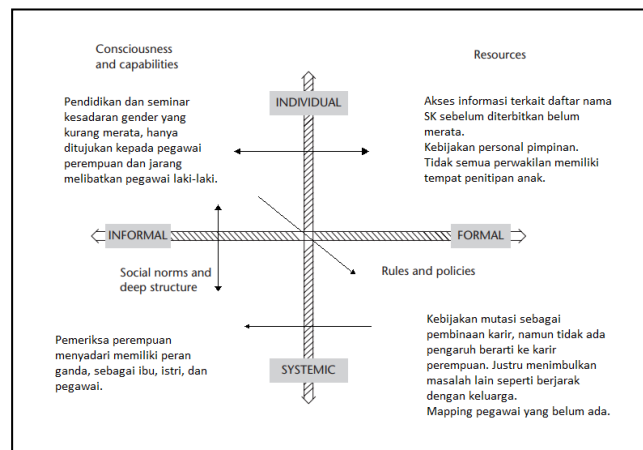 Consciousness
and capabilities
Resources
INDIVIDUAL
Pendidikan dan seminar
kesadaran gender yang
kurang merata, hanya
ditujukan kepada pegawai
perempuan dan jarang
melibatkan pegawai laki-laki.
Akses informasi terkait daftar nama
SK sebelum diterbitkan belum
merata.
Kebijakan personal pimpinan.
Tidak semua perwakilan memiliki
tempat penitipan anak.
INFORMAL
FORMAL
Social norms and
deep structure
Rules and policies
Pemeriksa perempuan
menyadari memiliki peran
ganda, sebagai ibu, istri, dan
pegawai.
Kebijakan mutasi sebagai
pembinaan karir, namun tidak ada
pengaruh berarti ke karir
perempuan. Justru menimbulkan
masalah lain seperti berjarak
dengan keluarga.
Mapping pegawai yang belum ada.
SYSTEMIC